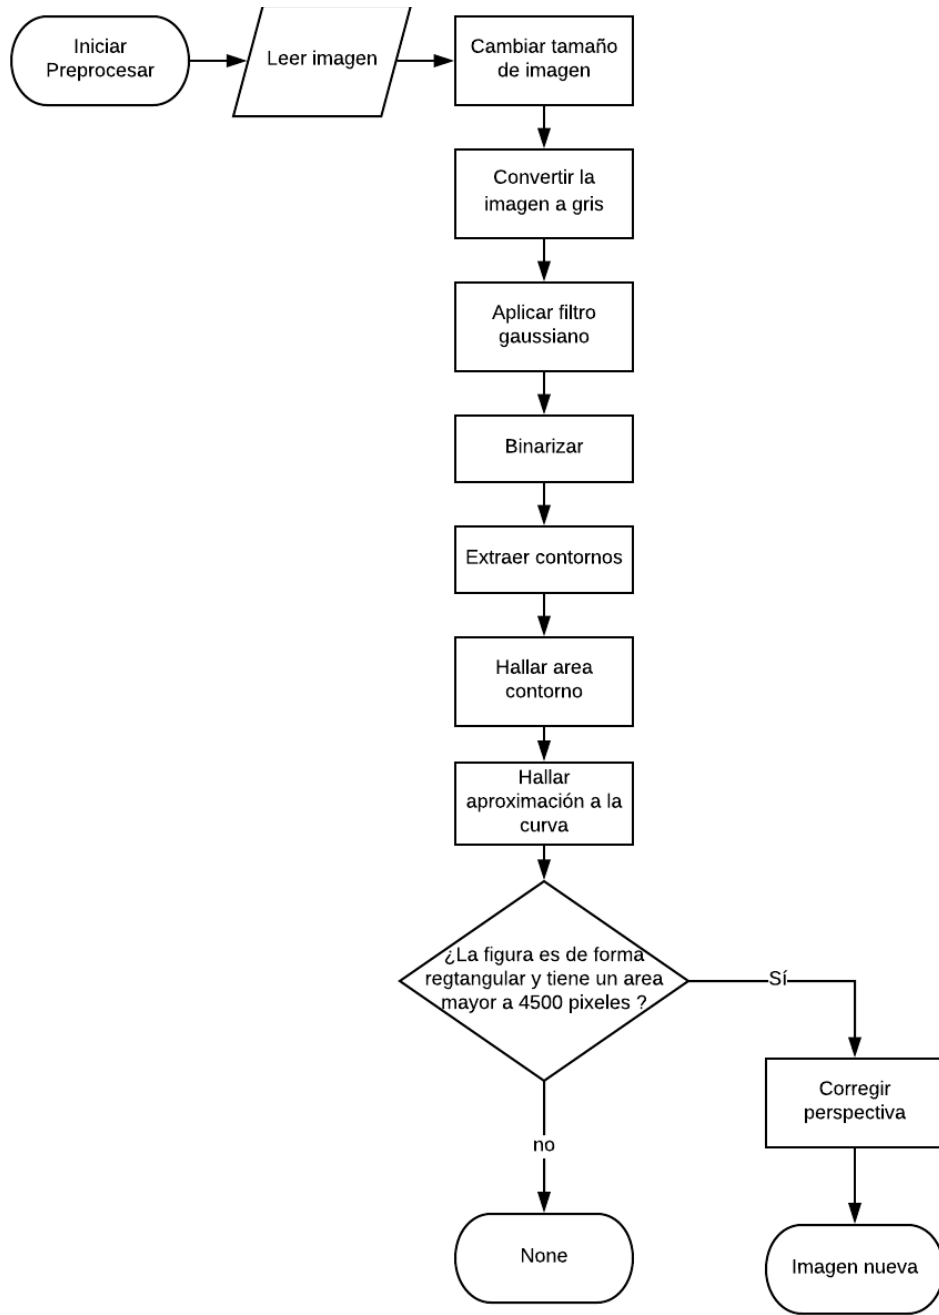 Iniciar
Preprocesar
Leer imagen
Cambiar tamaño
de imagen
Convertir la
imagen a gris
Aplicar filtro
gaussiano
Binarizar
Extraer contornos
Hallar area
contorno
Hallar
aproximación a la
curva
¿La figura es de forma
regtangular y tiene un area
mayor a 4500 pixeles ?
Sí
Corregir
perspectiva
no
None
Imagen nueva